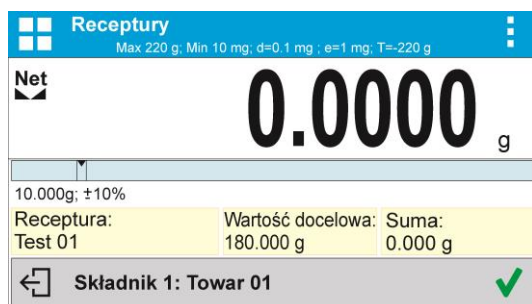 Receptury
Max 220 g; Min 10 mg; d=0.1 mg ; e=1 mg; T=-220 g
Net
0.0000 g
10.000g; ±10%
Receptura: Wartość docelowa: Suma:
Test 01 180.000 g 0.000 g
Składnik 1: Towar 01